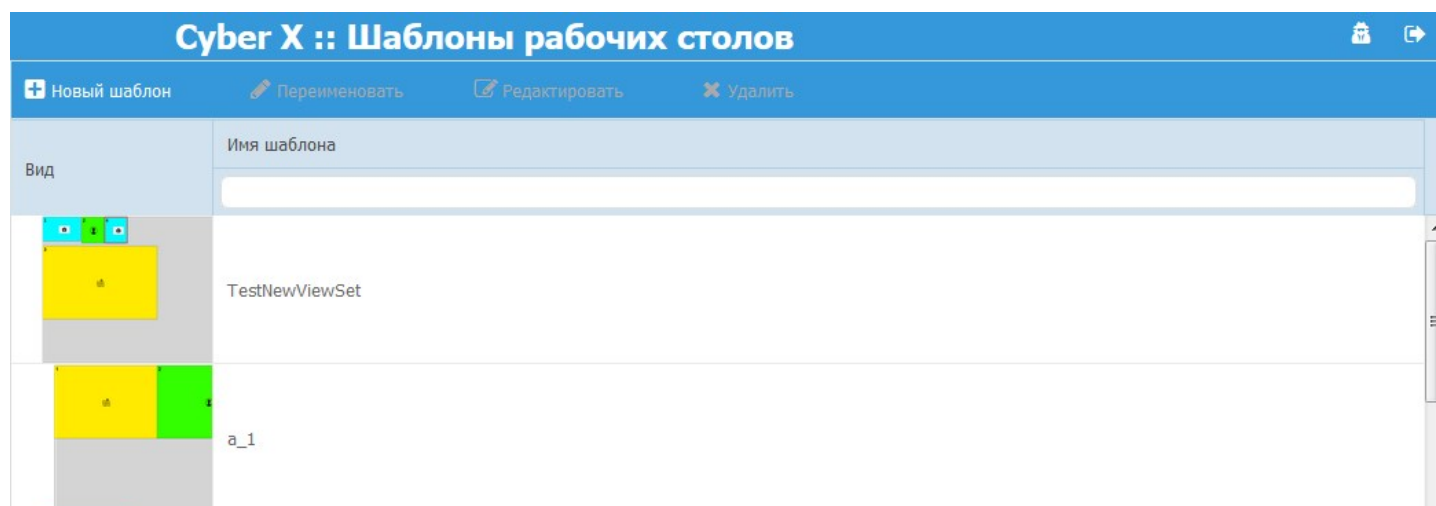 Cyber X :: Шаблоны рабочих столов
Новый шаблон Переименовать Редактировать Удалить
Вид
Имя шаблона
TestNewViewSet
a_1